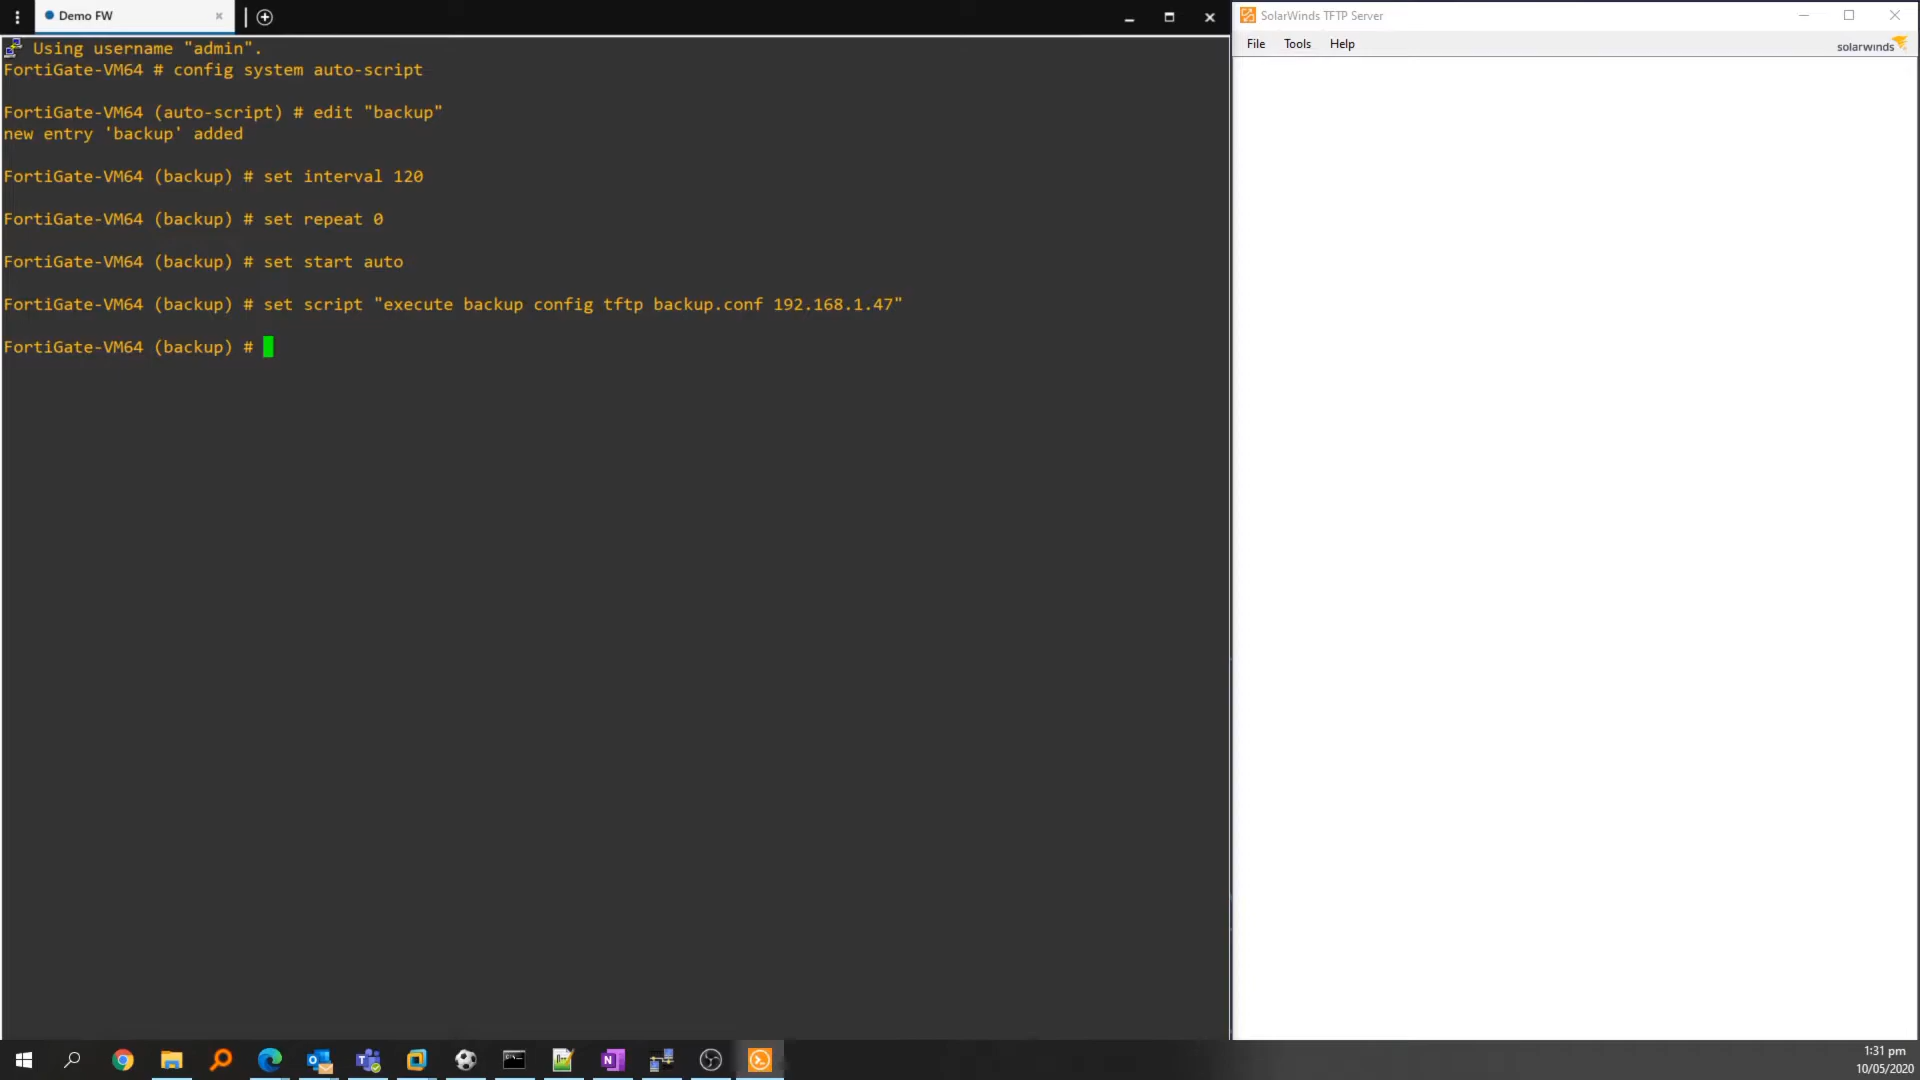 Demo FW
Using username "admin".
FortiGate-VM64 # config system auto-script
FortiGate-VM64 (auto-script) # edit "backup"
new entry 'backup' added
FortiGate-VM64 (backup) # set interval 120
FortiGate-VM64 (backup) # set repeat 0
FortiGate-VM64 (backup) # set start auto
FortiGate-VM64 (backup) # set script "execute backup config tftp backup.conf 192.168.1.47"
FortiGate-VM64 (backup) #
SolarWinds TFTP Server
File Tools Help
solarwinds
1:31 pm
10/05/2020